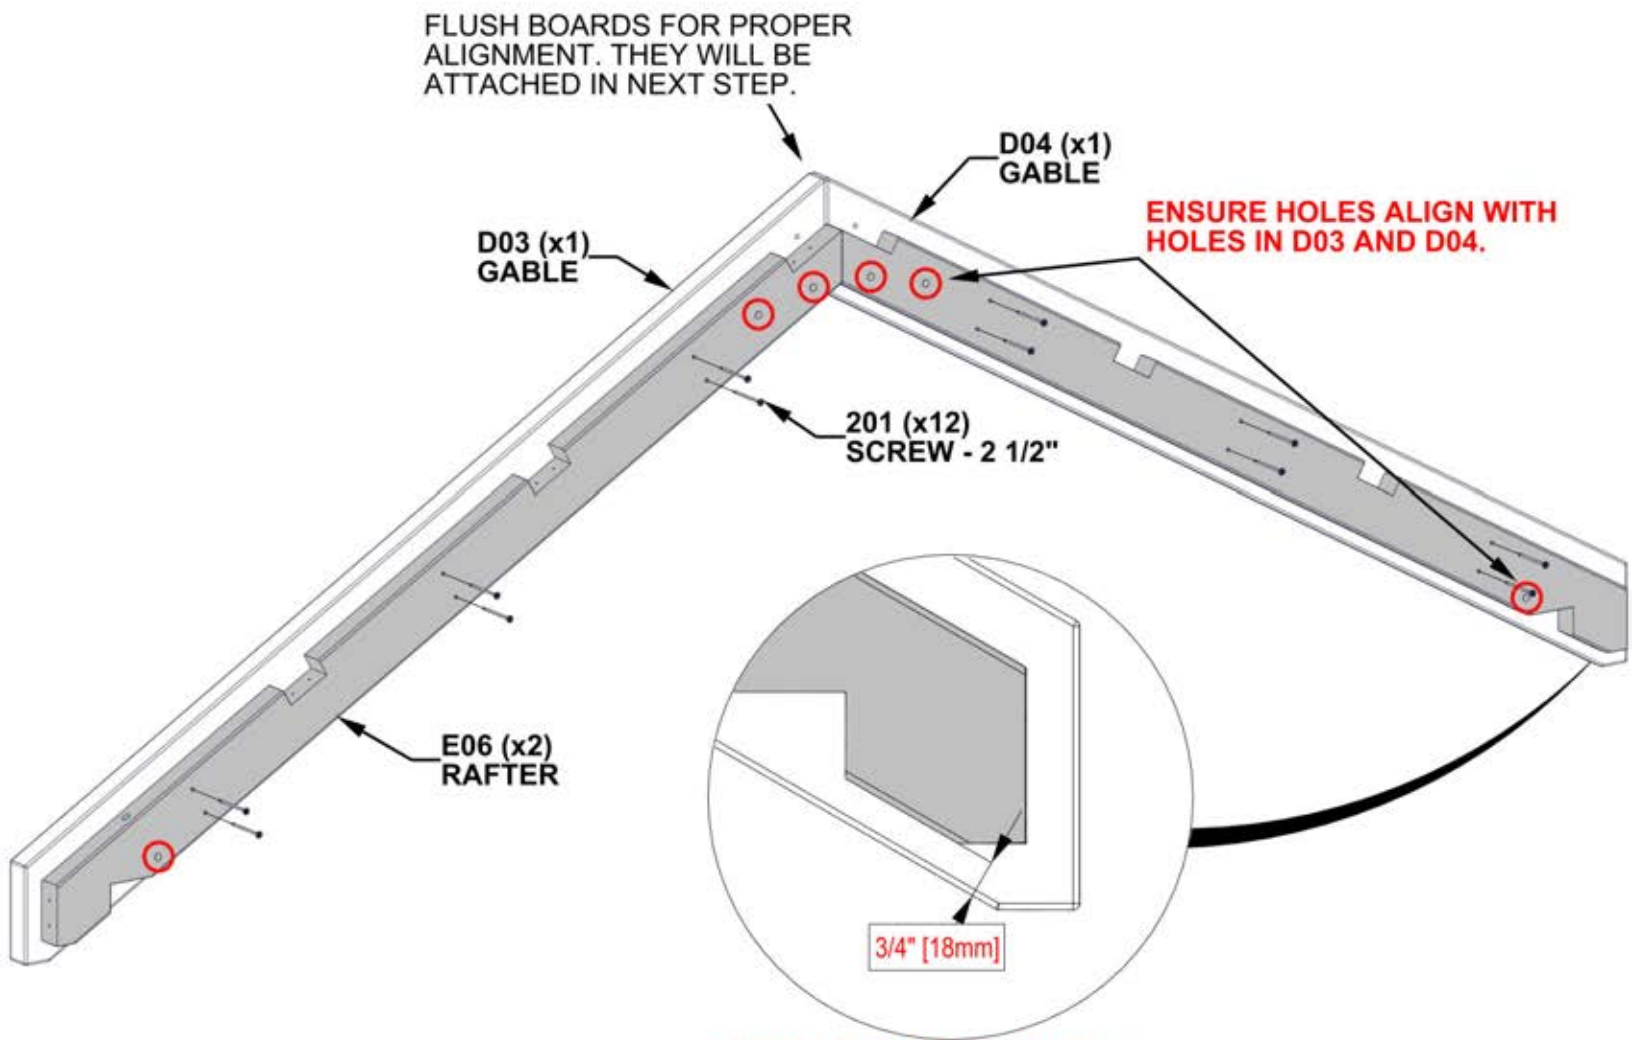 FLUSH BOARDS FOR PROPER
ALIGNMENT. THEY WILL BE
ATTACHED IN NEXT STEP.
D04 (x1)
GABLE
ENSURE HOLES ALIGN WITH
HOLES IN D03 AND D04.
D03 (x1)
GABLE
201 (x12)
SCREW - 2 1/2"
E06 (x2)
RAFTER
3/4" [18mm]